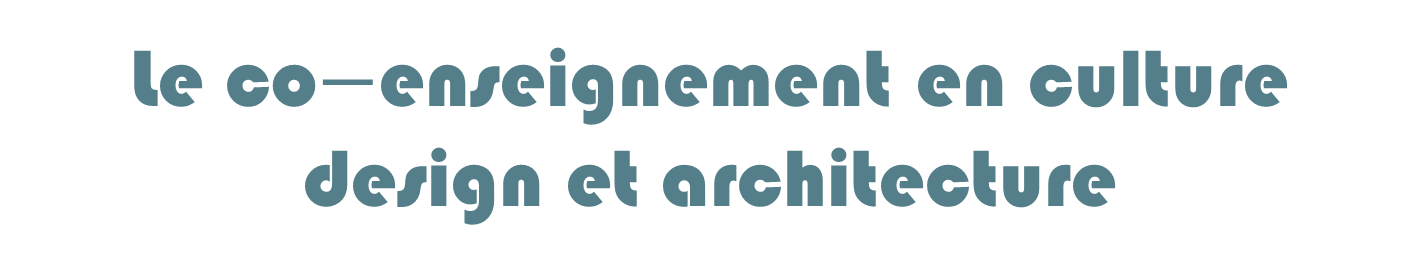 Le co—enseignement en culture
design et architecture